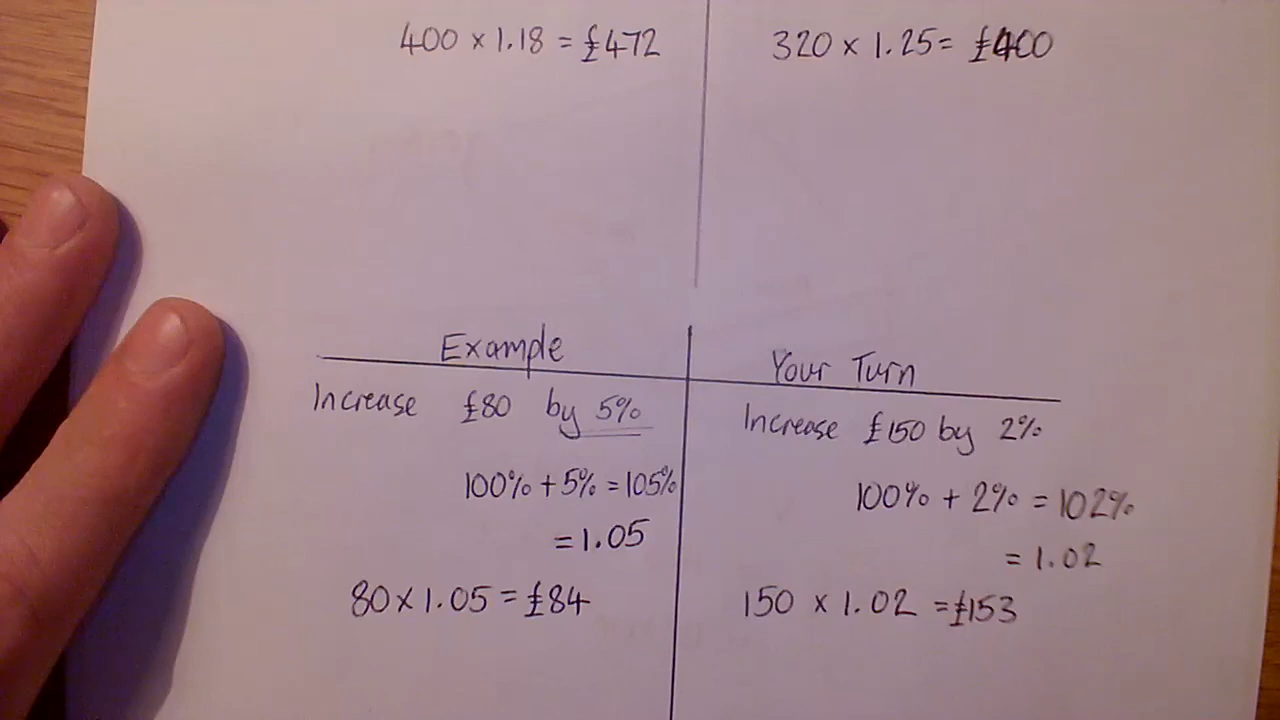 400 × 1.18 = £472
320 × 1.25 = £400
Example
Increase £80 by 5%
100% + 5% = 105%
= 1.05
80 × 1.05 = £84
Your Turn
Increase £150 by 2%
100% + 2% = 102%
= 1.02
150 × 1.02 = £153